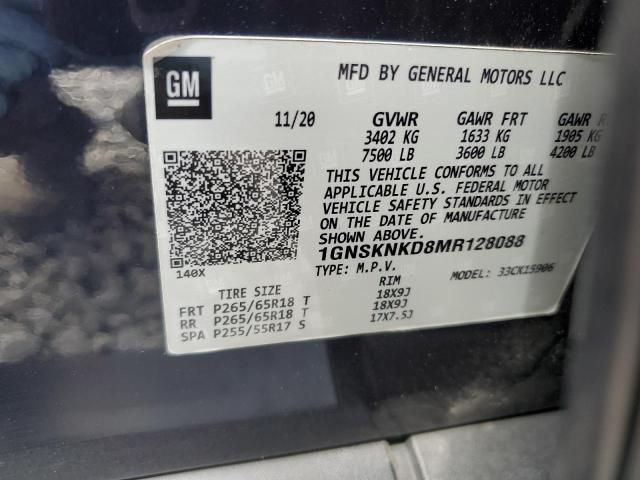 GM
MFD BY GENERAL MOTORS LLC
11/20 GVWR GAWR FRT GAWR R
3402 KG 1633 KG 1905 KG
7500 LB 3600 LB 4200 LB
THIS VEHICLE CONFORMS TO ALL
APPLICABLE U.S. FEDERAL MOTOR
VEHICLE SAFETY STANDARDS IN EFFECT
ON THE DATE OF MANUFACTURE
SHOWN ABOVE.
1GNSKNKD8MR128088
140X TYPE: M.P.V. MODEL: 33CK15906
TIRE SIZE RIM
FRT P265/65R18 T 18X9J
RR P265/65R18 T 18X9J
SPA P255/55R17 S 17X7.5J